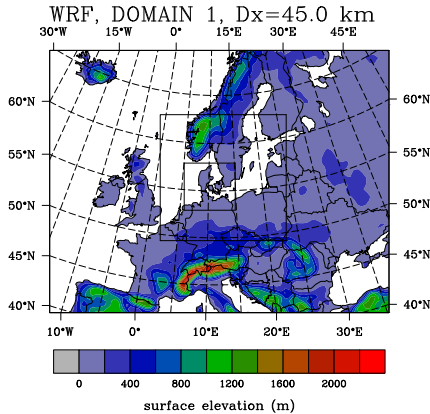 WRF, DOMAIN 1, Dx=45.0 km
30°W 15°W 0° 15°E 30°E 45°E
60°N 60°N
55°N 55°N
50°N 50°N
45°N 45°N
40°N 40°N
10°W 0° 10°E 20°E 30°E
0 400 800 1200 1600 2000
surface elevation (m)